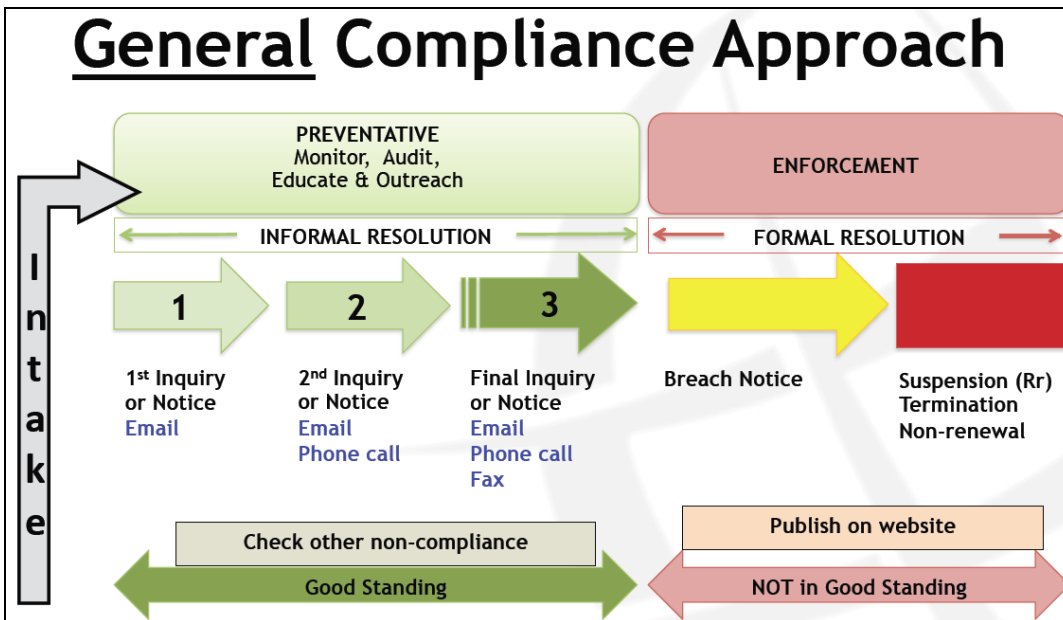 General Compliance Approach
PREVENTATIVE
Monitor, Audit,
Educate & Outreach
ENFORCEMENT
INFORMAL RESOLUTION
FORMAL RESOLUTION
Intake
1
2
3
1st Inquiry
or Notice
Email
2nd Inquiry
or Notice
Email
Phone call
Final Inquiry
or Notice
Email
Phone call
Fax
Breach Notice
Suspension (Rr)
Termination
Non-renewal
Check other non-compliance
Good Standing
Publish on website
NOT in Good Standing